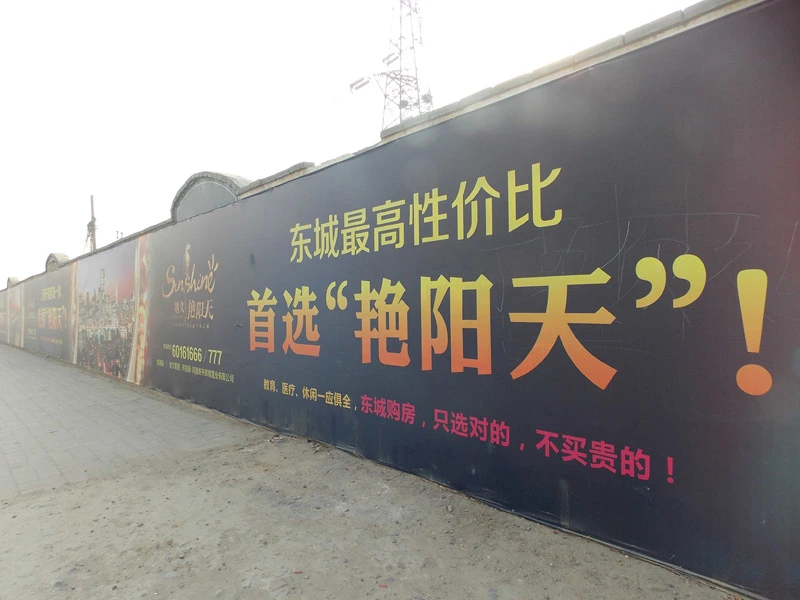 东城最高性价比
首选“艳阳天”!
教育、医疗、休闲一应俱全,东城购房,只选对的,不买贵的!
Sunshine
艳阳天
60161666/777